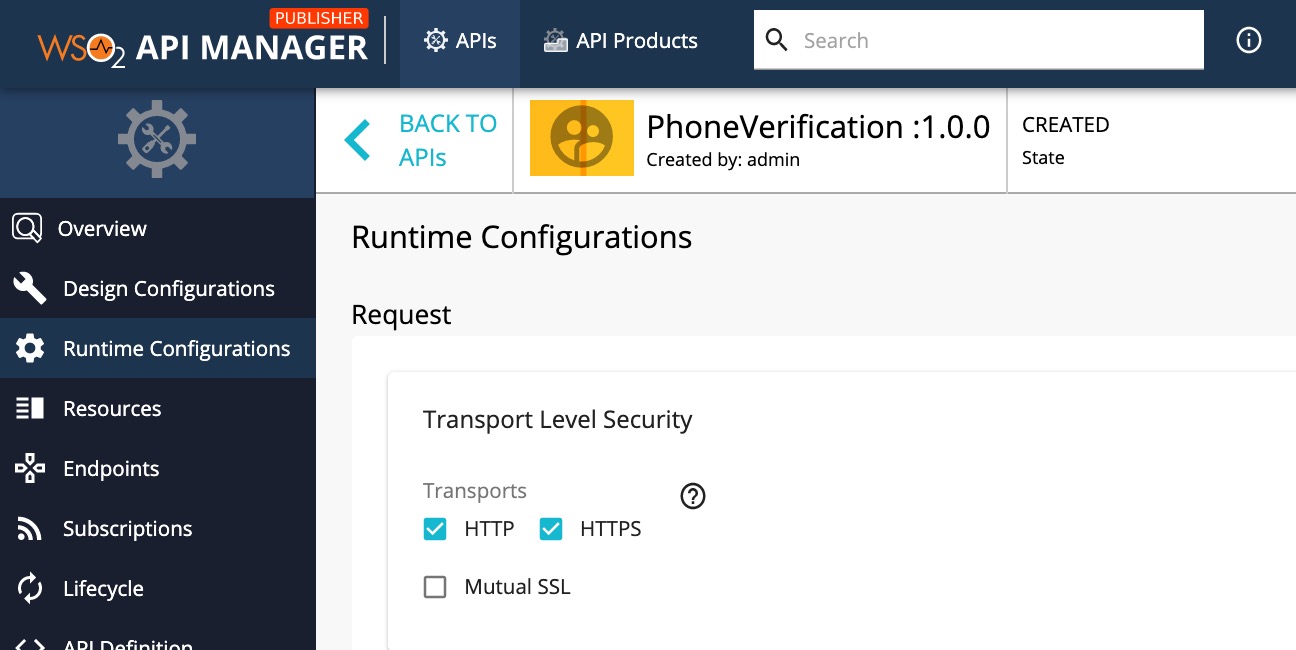 PUBLISHER
WSO2 API MANAGER
APIs
API Products
Search
BACK TO
APIs
PhoneVerification :1.0.0
Created by: admin
CREATED
State
Overview
Design Configurations
Runtime Configurations
Resources
Endpoints
Subscriptions
Lifecycle
API Definition
Runtime Configurations
Request
Transport Level Security
Transports
HTTP
HTTPS
Mutual SSL